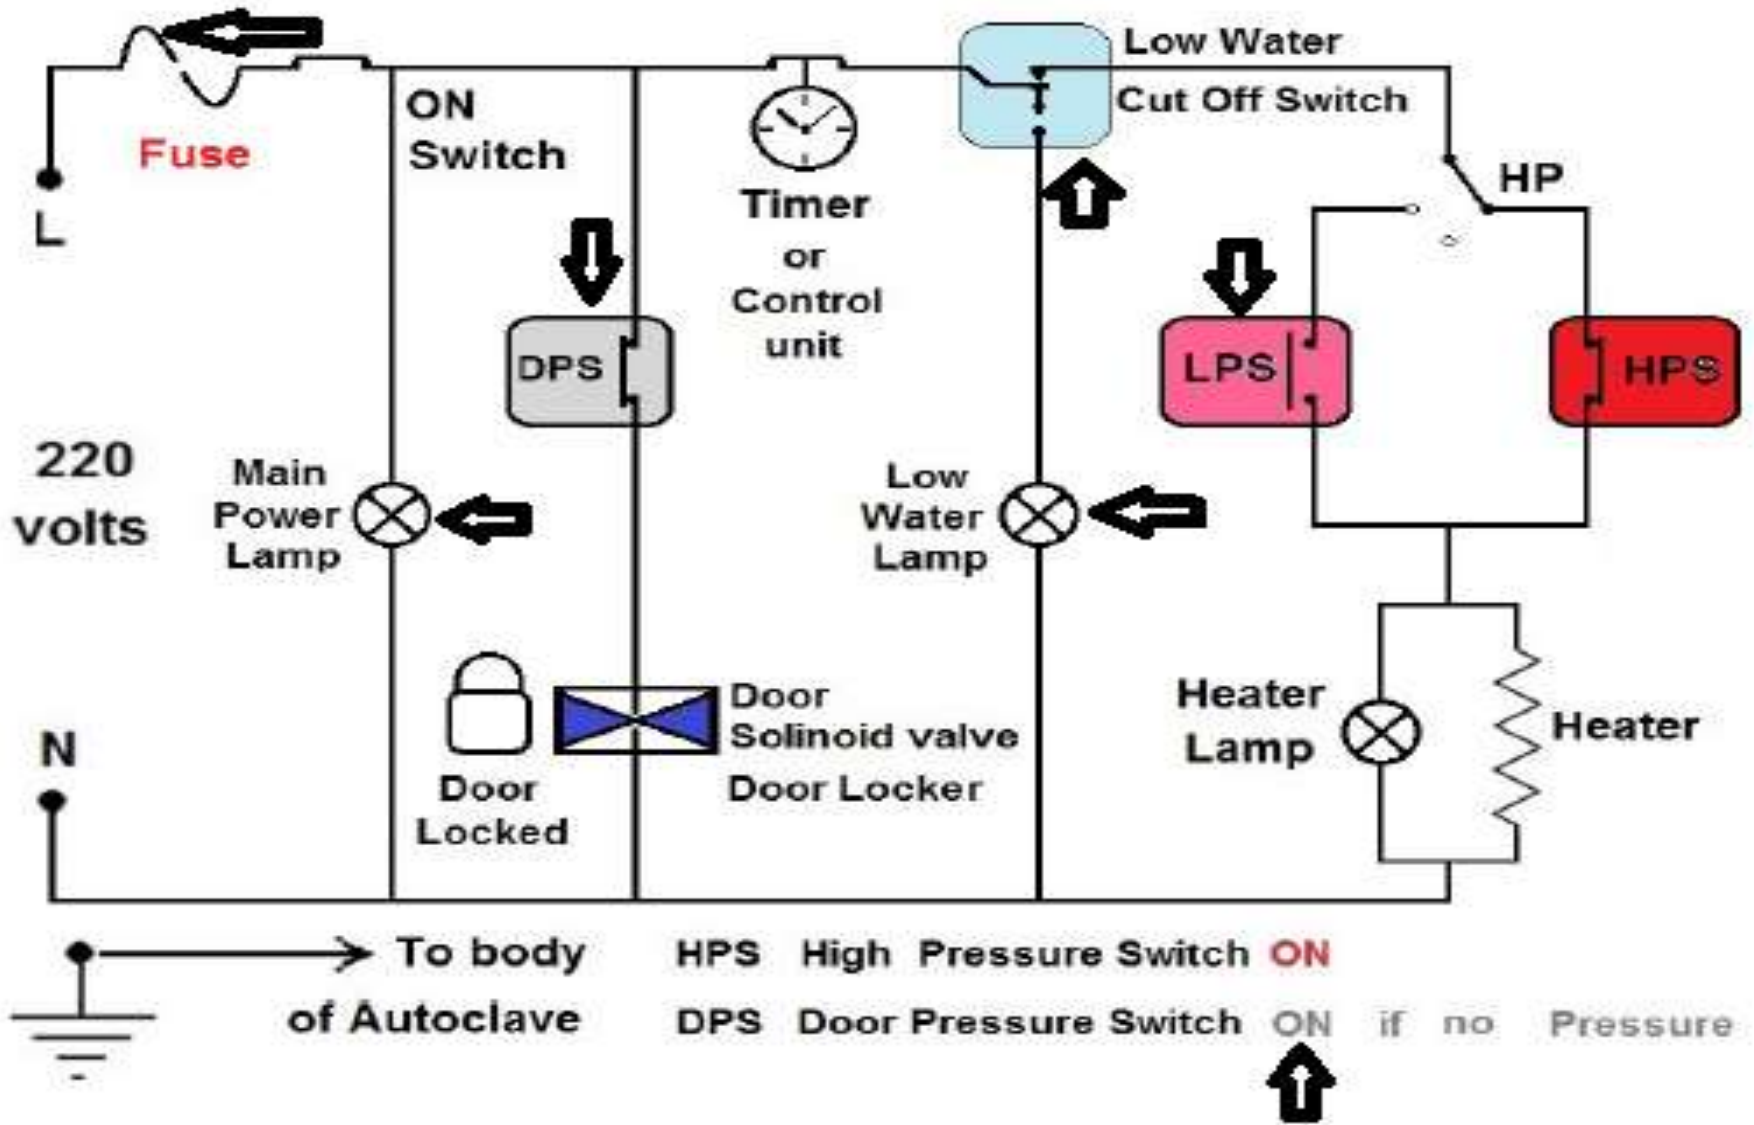 Low Water
Cut Off Switch
ON
Switch
Fuse
HP
L
Timer
or
Control
unit
DPS
LPS
HPS
220
volts
Main
Power
Lamp
Low
Water
Lamp
Door
Solinoid valve
Door Locker
Heater
Lamp
Heater
N
Door
Locked
To body
of Autoclave
HPS High Pressure Switch ON
DPS Door Pressure Switch ON if no Pressure